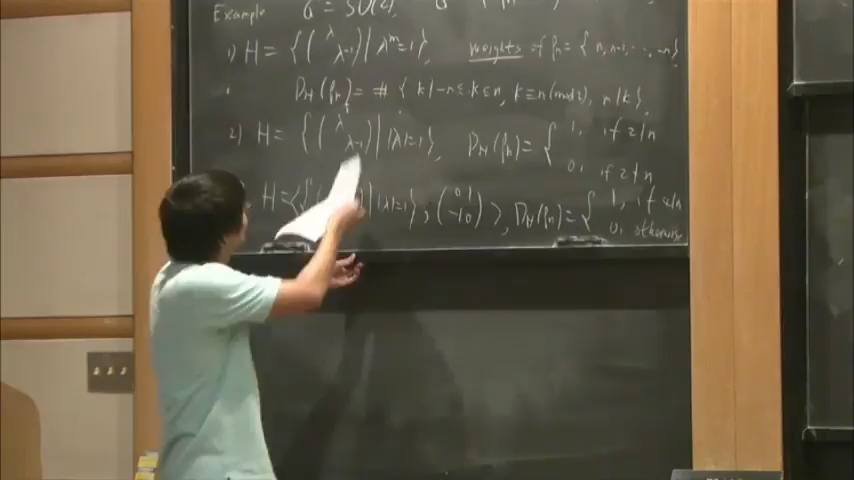 Example G = SU(2),
1) H = { ( λ λ-1 ) | λ^m=1 }, weights of ρn = { n, n-1, ..., -n }
D_H(ρn) = # { k | -n ≤ k ≤ n, k ≡ n (mod 2), n | k },
2) H = { ( λ λ-1 ) | |λ|=1 }, D_H(ρn) = { 1, if 2|n
0, if 2∤n
H = < { | |λ|=1 }, ( 0 1 -1 0 ) >, D_H(ρn) = { 1, if 4|n
0, otherwise